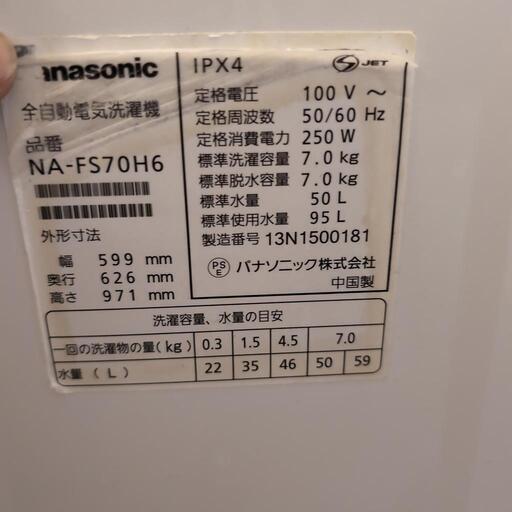 anasonic
全自動電気洗濯機
品番
NA-FS70H6
外形寸法
幅 599 mm
奥行 626 mm
高さ 971 mm
IPX4
S JET
定格電圧 100 V ～
定格周波数 50/60 Hz
定格消費電力 250 W
標準洗濯容量 7.0 kg
標準脱水容量 7.0 kg
標準水量 50 L
標準使用水量 95 L
製造番号 13N1500181
PS
E パナソニック株式会社
中国製
洗濯容量、水量の目安
一回の洗濯物の量(kg) 0.3 1.5 4.5 7.0
水量 ( L ) 22 35 46 50 59